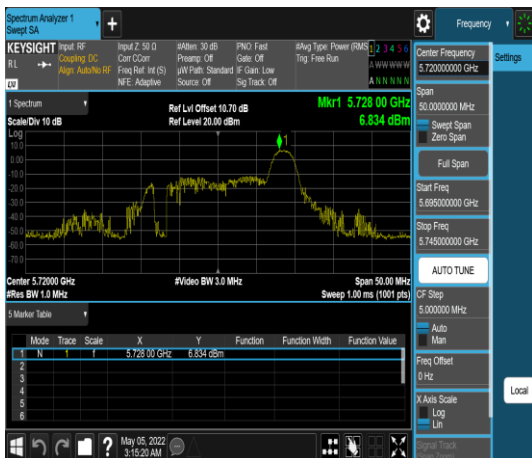 Spectrum Analyzer 1
Swept SA
+
Frequency
KEYSIGHT
RL
Input: RF
Coupling: DC
Align: Auto/No RF
Input Z: 50 Ω
Corr CCorr
Freq Ref: Int (S)
NFE: Adaptive
#Atten: 30 dB
Preamp: Off
µW Path: Standard
Source: Off
PNO: Fast
Gate: Off
IF Gain: Low
Sig Track: Off
#Avg Type: Power (RMS)
Trig: Free Run
1 2 3 4 5 6
A W W W W W
A N N N N N
1 Spectrum
Scale/Div 10 dB
Ref Lvl Offset 10.70 dB
Ref Level 20.00 dBm
Mkr1 5.728 00 GHz
6.834 dBm
Log
10.0
0.00
-10.0
-20.0
-30.0
-40.0
-50.0
-60.0
-70.0
1
Center 5.72000 GHz
#Res BW 1.0 MHz
#Video BW 3.0 MHz
Span 50.00 MHz
Sweep 1.00 ms (1001 pts)
5 Marker Table
Mode Trace Scale X Y Function Function Width Function Value
1 N 1 f 5.728 00 GHz 6.834 dBm
2
3
4
5
6
May 05, 2022
3:15:20 AM
Center Frequency
5.720000000 GHz
Settings
Span
50.0000000 MHz
Swept Span
Zero Span
Full Span
Start Freq
5.695000000 GHz
Stop Freq
5.745000000 GHz
AUTO TUNE
CF Step
5.000000 MHz
Auto
Man
Freq Offset
0 Hz
Local
X Axis Scale
Log
Lin
Signal Track